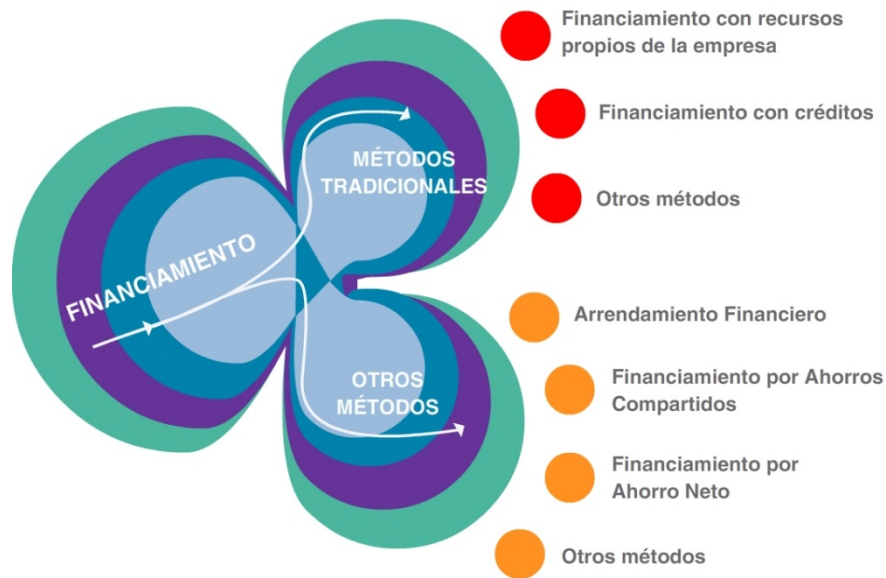 FINANCIAMIENTO
MÉTODOS
TRADICIONALES
Financiamiento con recursos
propios de la empresa
Financiamiento con créditos
Otros métodos
OTROS
MÉTODOS
Arrendamiento Financiero
Financiamiento por Ahorros
Compartidos
Financiamiento por
Ahorro Neto
Otros métodos